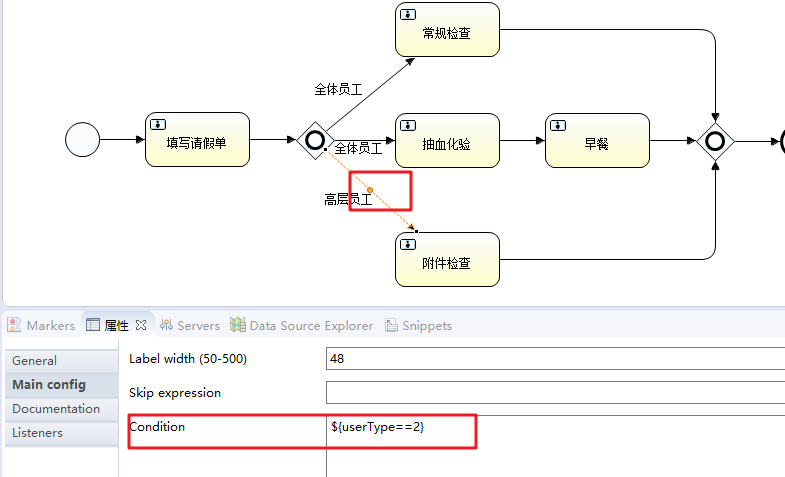 常规检查
全体员工
填写请假单
全体员工
抽血化验
早餐
高层员工
附件检查
Markers
属性
Servers
Data Source Explorer
Snippets
General
Main config
Documentation
Listeners
Label width (50-500)
48
Skip expression
Condition
${userType==2}